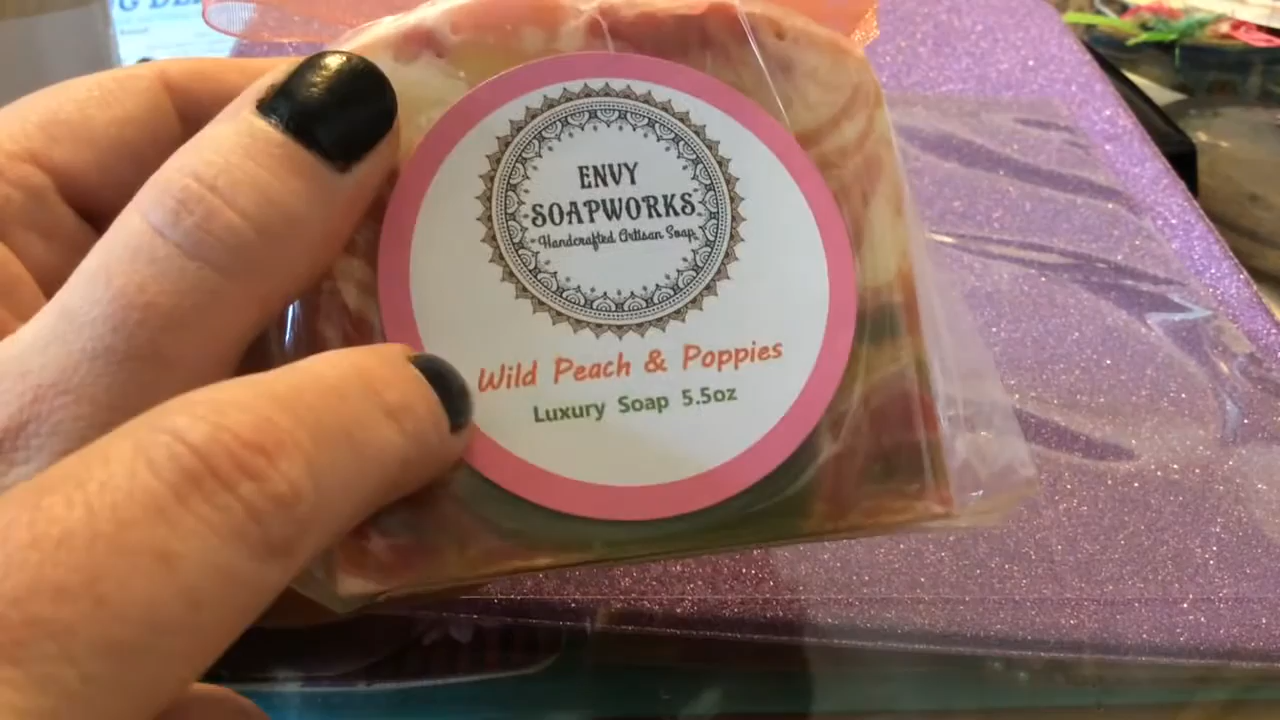 ENVY
SOAPWORKS
Handcrafted Artisan Soap
Wild Peach & Poppies
Luxury Soap 5.5oz